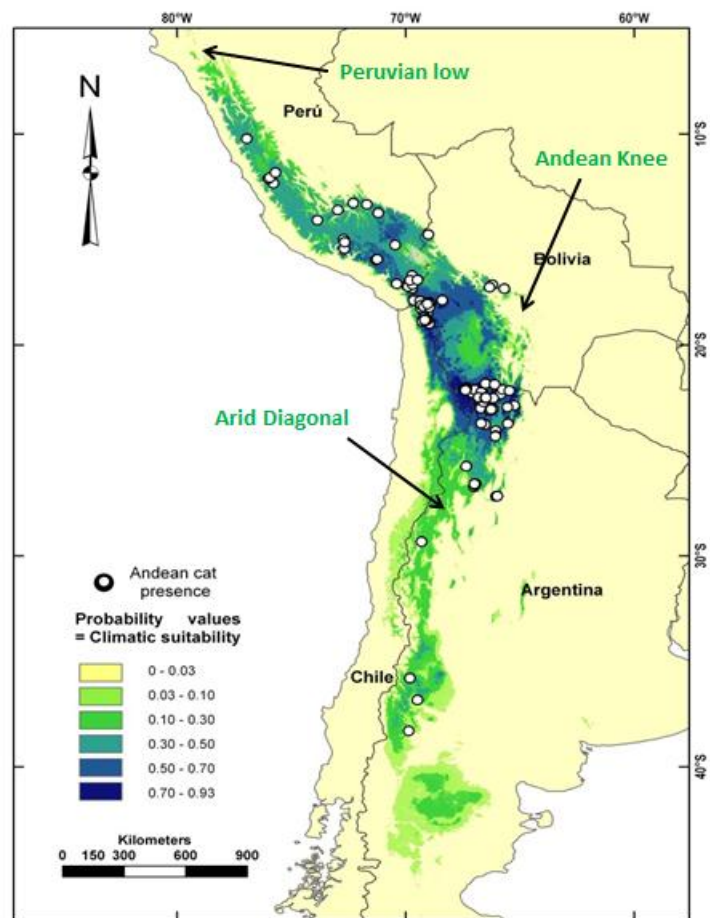 80°W 70°W 60°W
Peruvian low
N
Perú
10°S
Andean Knee
Bolivia
20°S
Arid Diagonal
30°S
Andean cat
presence
Argentina
Probability values
= Climatic suitability
0 - 0.03
Chile
0.03 - 0.10
0.10 - 0.30
0.30 - 0.50
0.50 - 0.70
40°S
0.70 - 0.93
Kilometers
0 150 300 600 900